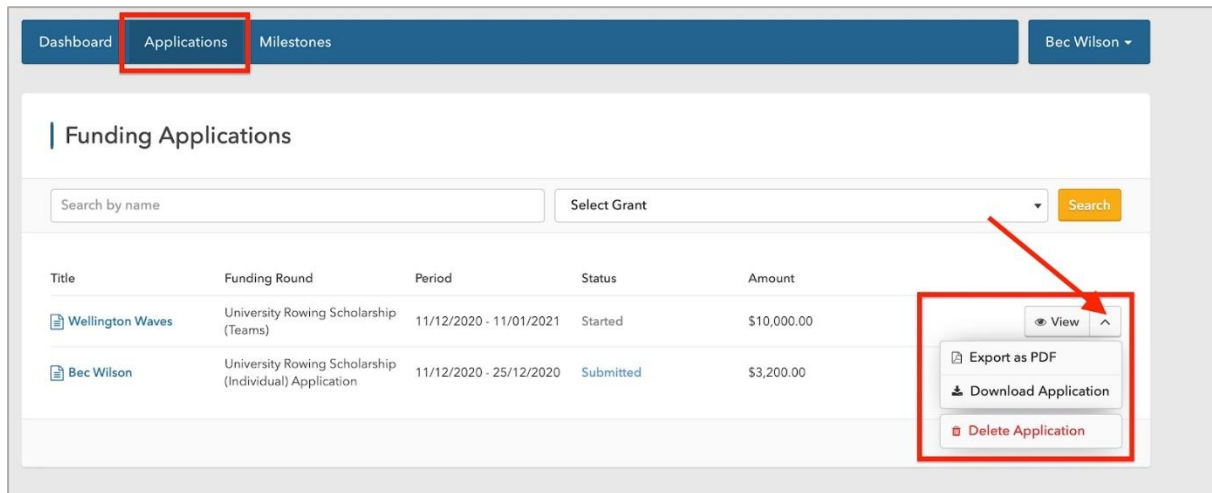 Dashboard Applications Milestones Bec Wilson
Funding Applications
Search by name Select Grant Search
Title Funding Round Period Status Amount
Wellington Waves University Rowing Scholarship (Teams) 11/12/2020 - 11/01/2021 Started $10,000.00 View
Export as PDF
Bec Wilson University Rowing Scholarship (Individual) Application 11/12/2020 - 25/12/2020 Submitted $3,200.00
Download Application
Delete Application